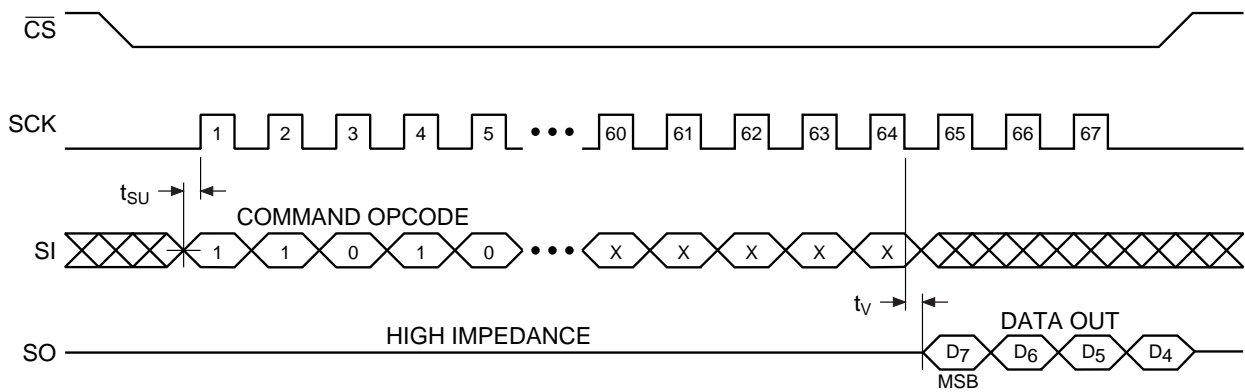 CS
SCK 1 2 3 4 5 ••• 60 61 62 63 64 65 66 67
tSU
COMMAND OPCODE
SI 1 1 0 1 0 ••• X X X X X
tV
HIGH IMPEDANCE DATA OUT
SO D7 D6 D5 D4
MSB